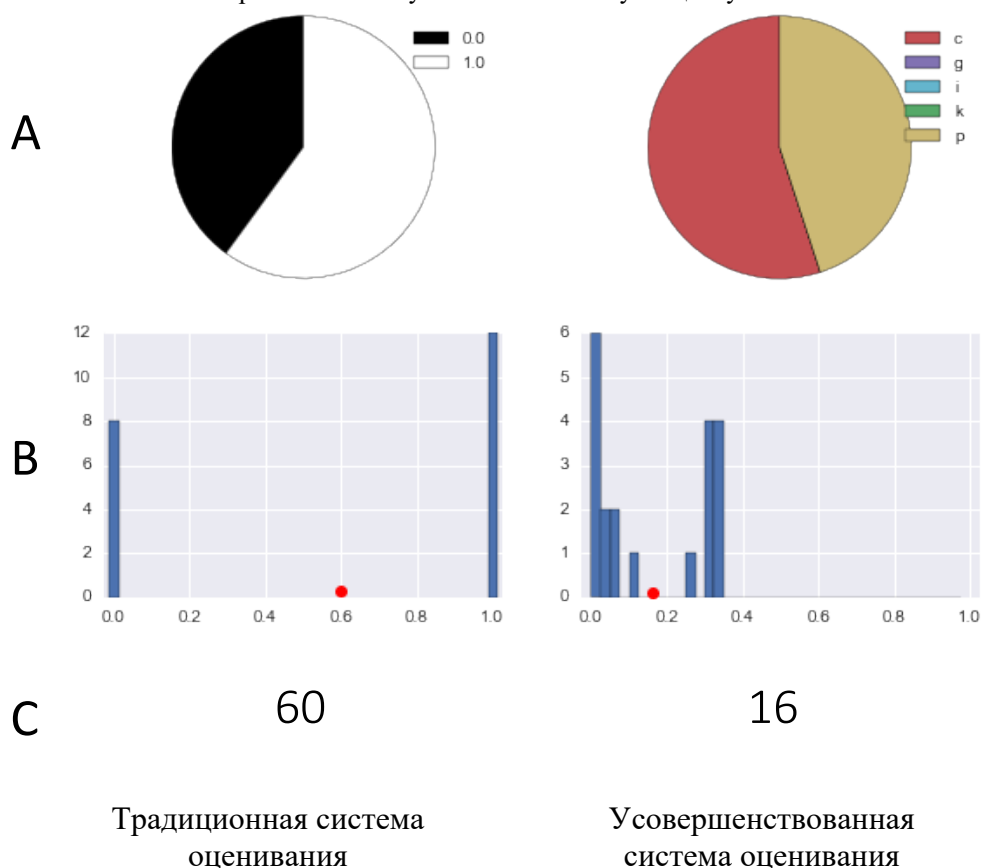 0.0
1.0
c
g
i
k
p
A
12
10
8
6
4
2
0
0.0 0.2 0.4 0.6 0.8 1.0
6
5
4
3
2
1
0
0.0 0.2 0.4 0.6 0.8 1.0
B
C
60
16
Традиционная система
оценивания
Усовершенствованная
система оценивания